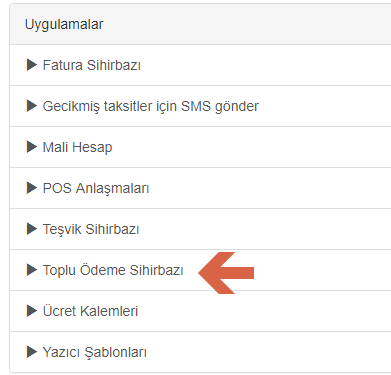 Uygulamalar
Fatura Sihirbazı
Gecikmiş taksitler için SMS gönder
Mali Hesap
POS Anlaşmaları
Teşvik Sihirbazı
Toplu Ödeme Sihirbazı
Ücret Kalemleri
Yazıcı Şablonları